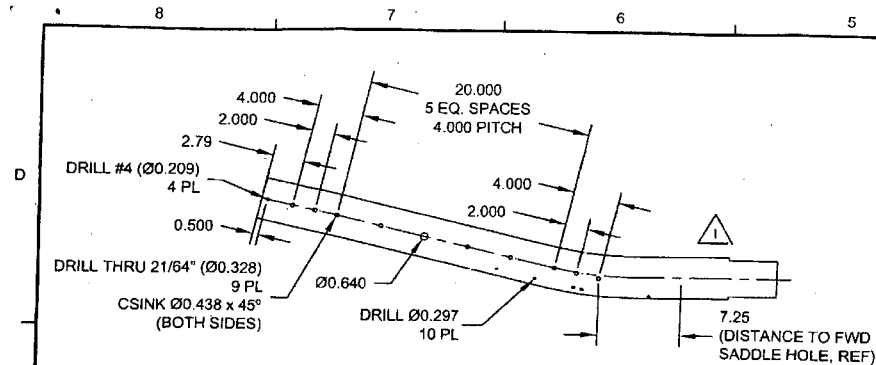 8 7 6 5
D
20.000
5 EQ. SPACES
4.000 PITCH
4.000
2.000
2.79
DRILL #4 (Ø0.209)
4 PL
0.500
DRILL THRU 21/64" (Ø0.328)
9 PL
CSINK Ø0.438 x 45º
(BOTH SIDES)
Ø0.640
DRILL Ø0.297
10 PL
4.000
2.000
1
7.25
(DISTANCE TO FWD
SADDLE HOLE, REF)